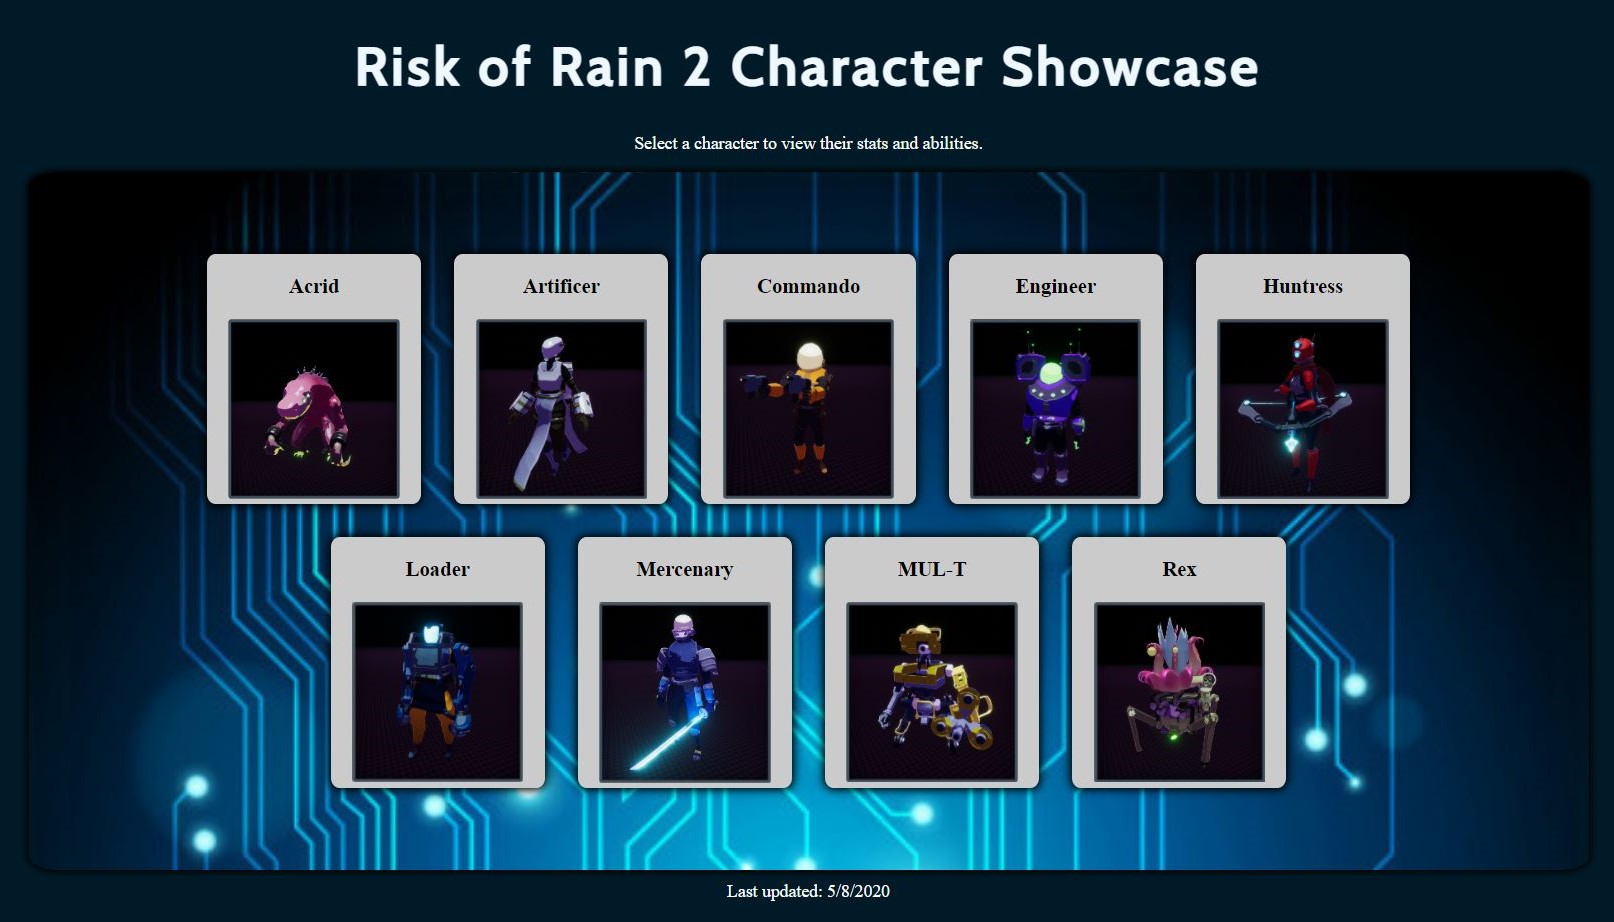 Risk of Rain 2 Character Showcase
Select a character to view their stats and abilities.
Acrid
Artificer
Commando
Engineer
Huntress
Loader
Mercenary
MUL-T
Rex
Last updated: 5/8/2020